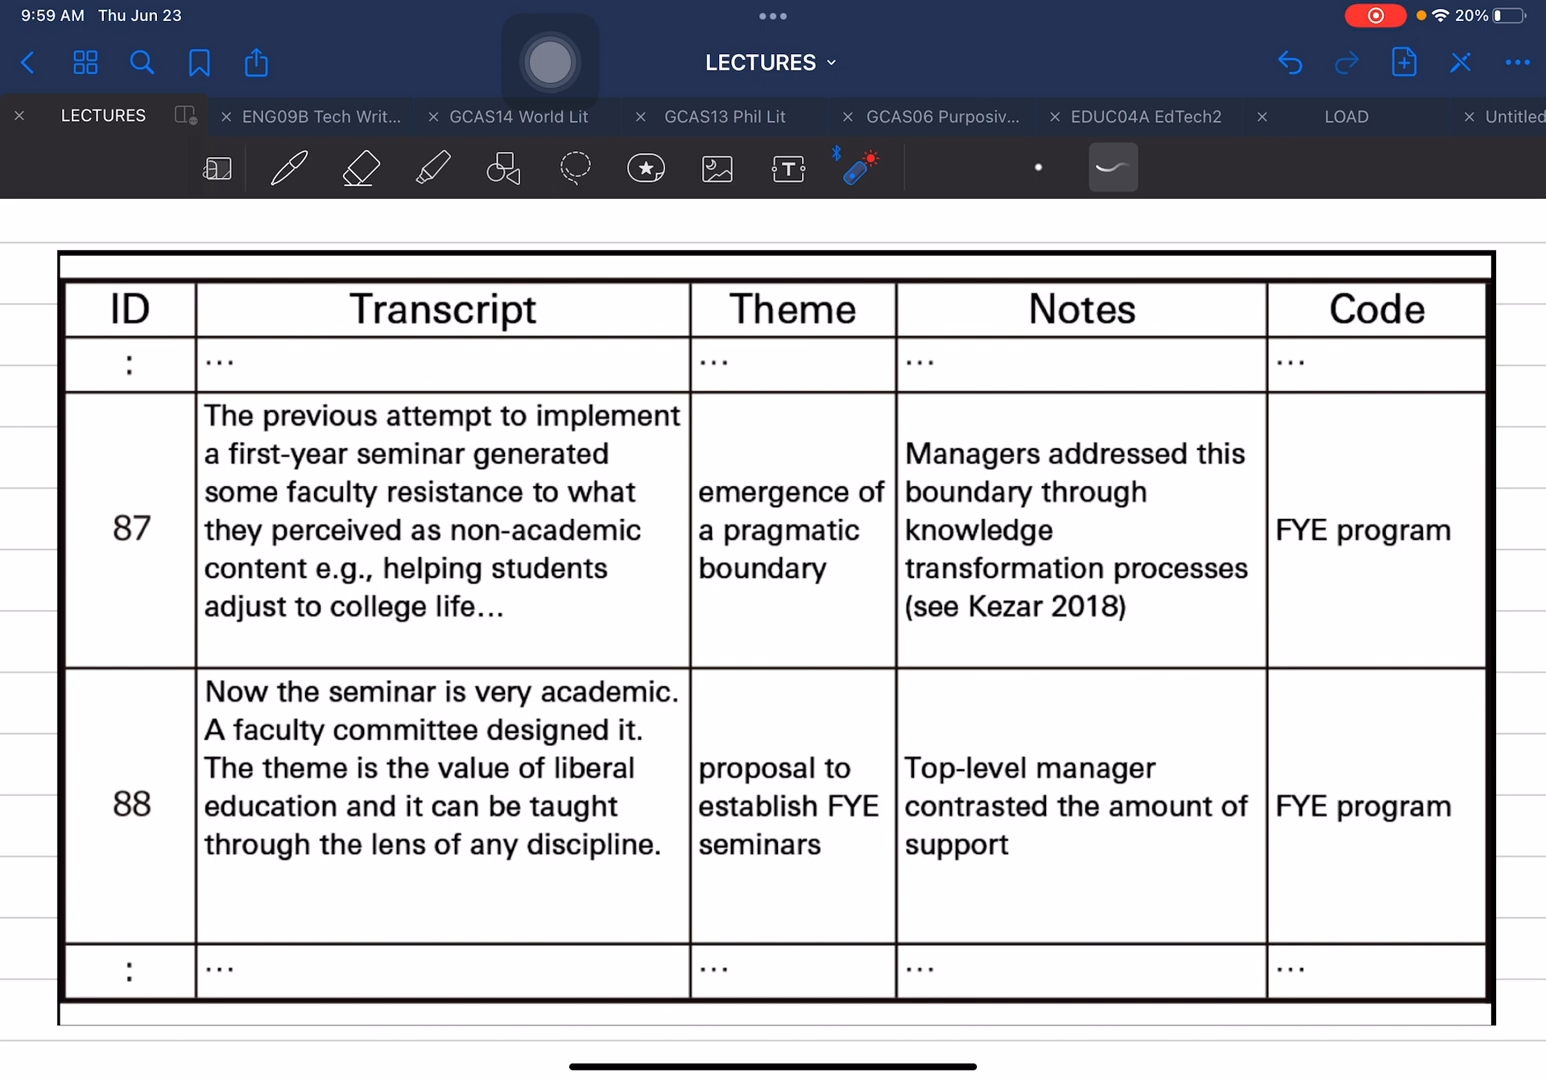 9:59 AM Thu Jun 23
20%
LECTURES
LECTURES
ENG09B Tech Writ...
GCAS14 World Lit
GCAS13 Phil Lit
GCAS06 Purposiv...
EDUC04A EdTech2
LOAD
Untitled
T
ID Transcript Theme Notes Code
: ... ... ... ...
87
The previous attempt to implement
a first-year seminar generated
some faculty resistance to what
they perceived as non-academic
content e.g., helping students
adjust to college life...
emergence of
a pragmatic
boundary
Managers addressed this
boundary through
knowledge
transformation processes
(see Kezar 2018)
FYE program
88
Now the seminar is very academic.
A faculty committee designed it.
The theme is the value of liberal
education and it can be taught
through the lens of any discipline.
proposal to
establish FYE
seminars
Top-level manager
contrasted the amount of
support
FYE program
: ... ... ... ...